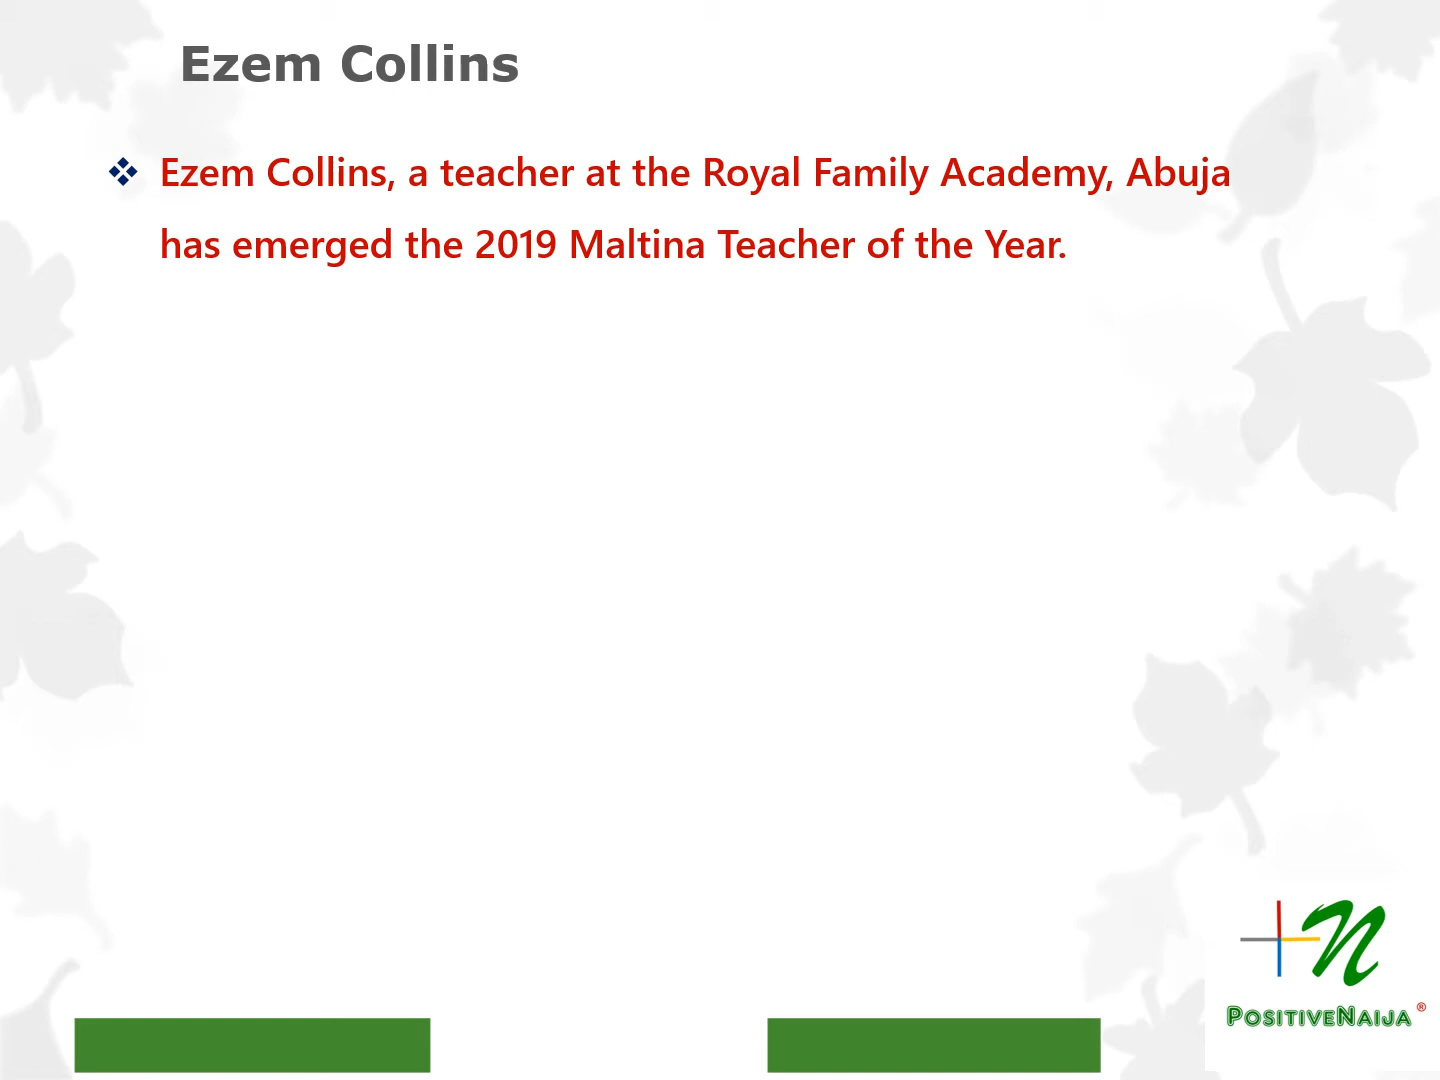 Ezem Collins
❖ Ezem Collins, a teacher at the Royal Family Academy, Abuja
has emerged the 2019 Maltina Teacher of the Year.
+N
PositiveNaija®